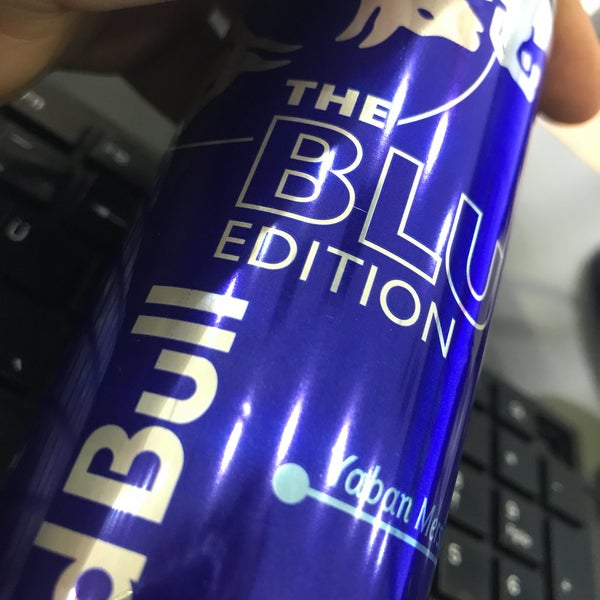 THE
BLU
EDITION
d Bull
Yaban Me